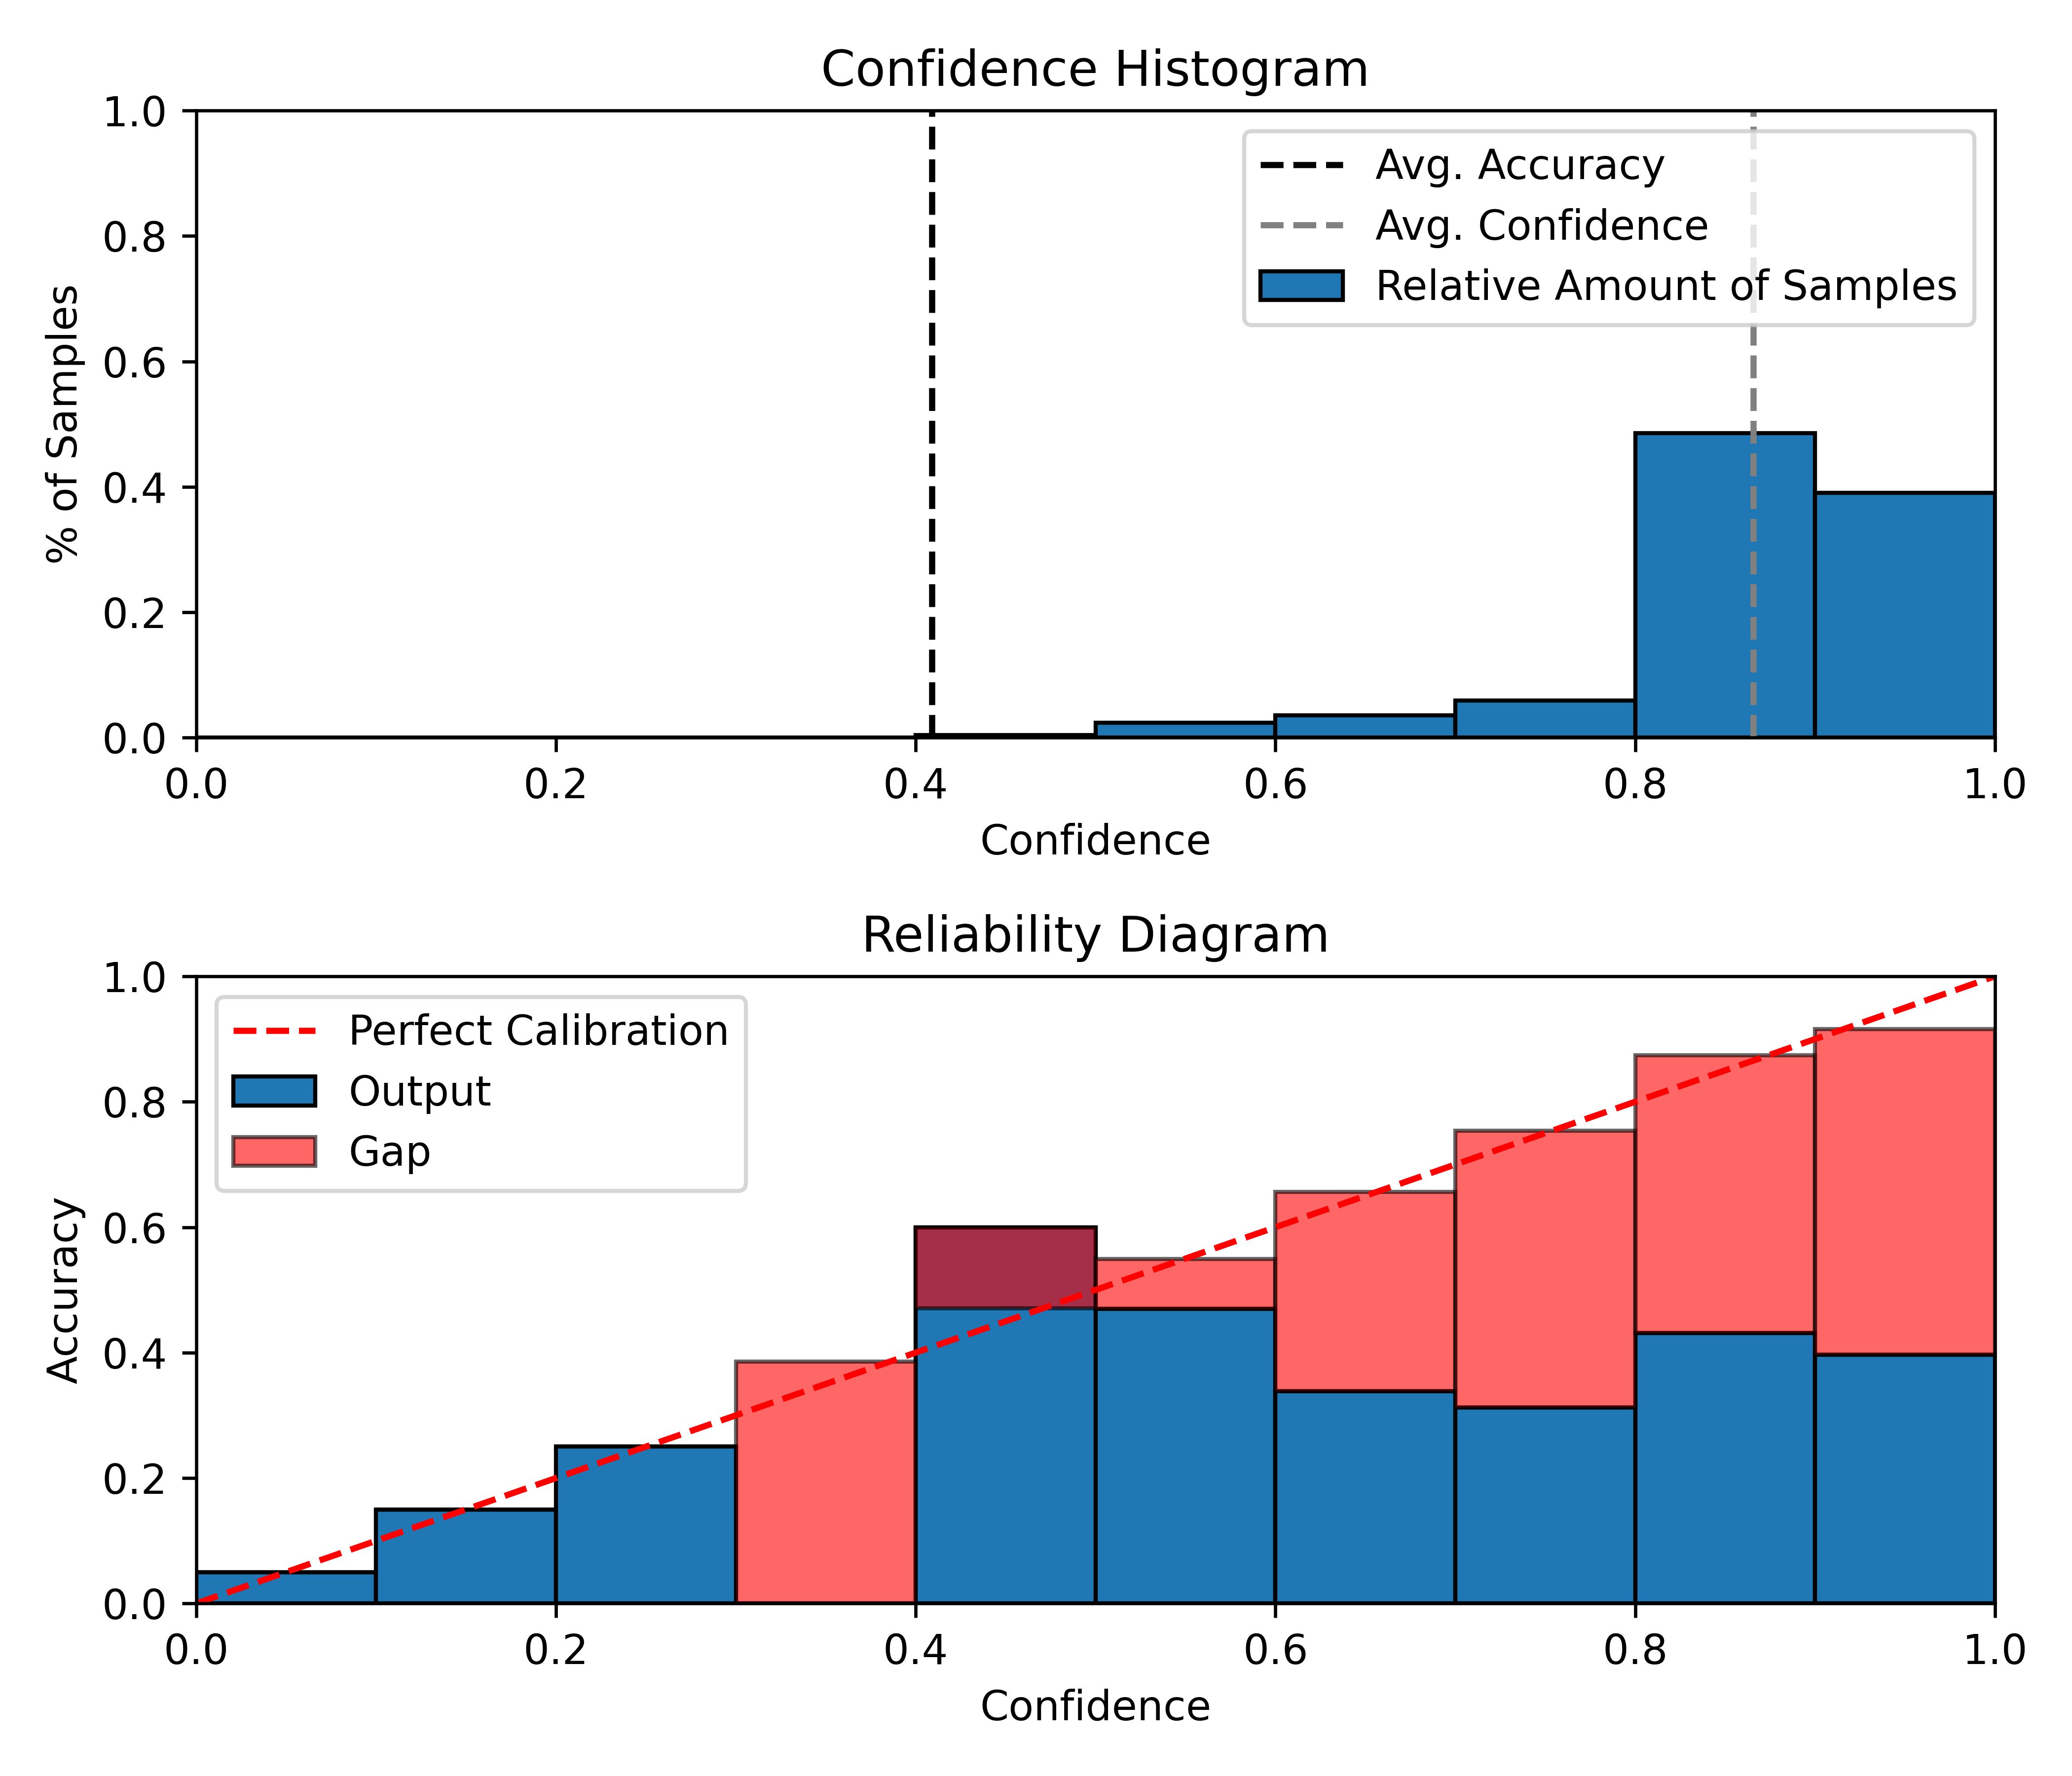 Confidence Histogram
1.0
0.8
0.6
0.4
0.2
0.0
% of Samples
Avg. Accuracy
Avg. Confidence
Relative Amount of Samples
0.0 0.2 0.4 0.6 0.8 1.0
Confidence
Reliability Diagram
1.0
0.8
0.6
0.4
0.2
0.0
Accuracy
Perfect Calibration
Output
Gap
0.0 0.2 0.4 0.6 0.8 1.0
Confidence